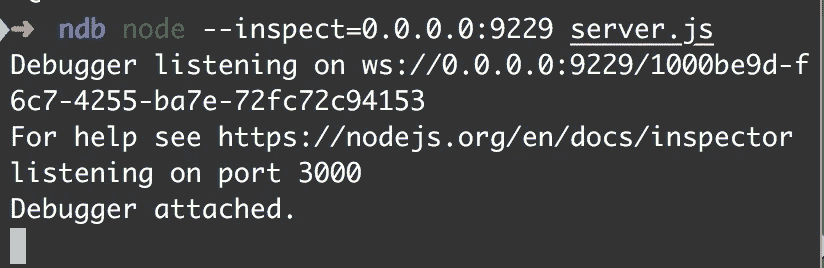 ➜ ndb node --inspect=0.0.0.0:9229 server.js
Debugger listening on ws://0.0.0.0:9229/1000be9d-f
6c7-4255-ba7e-72fc72c94153
For help see https://nodejs.org/en/docs/inspector
listening on port 3000
Debugger attached.